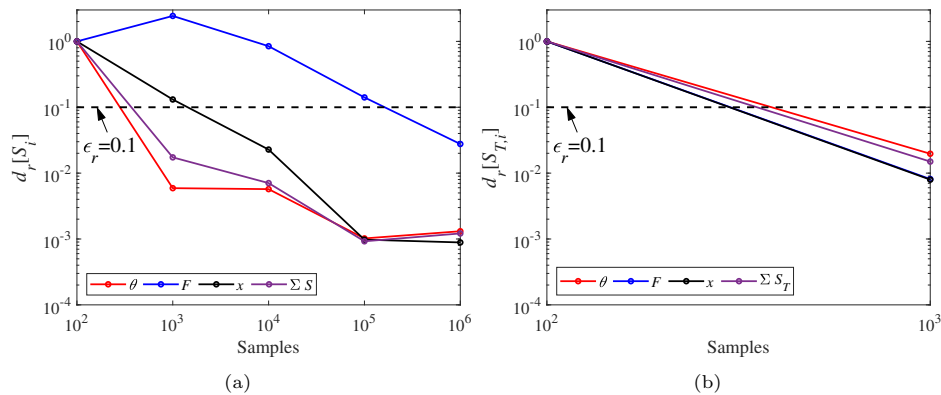 10^0
10^-1
10^-2
10^-3
10^-4
d_r[S_i]
ϵ_r=0.1
θ F x Σ S
10^2 10^3 10^4 10^5 10^6
Samples
(a)
10^0
10^-1
10^-2
10^-3
10^-4
d_r[S_{T,i}]
ϵ_r=0.1
θ F x Σ S_T
10^2 10^3
Samples
(b)